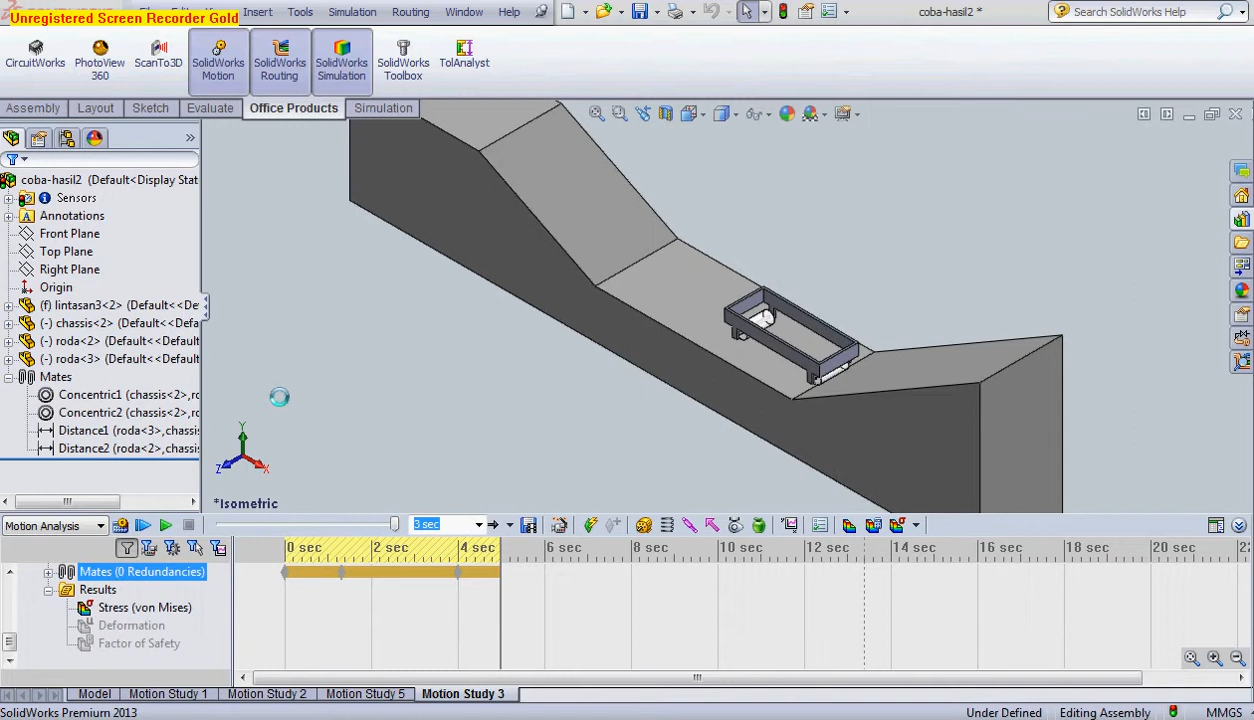 Unregistered Screen Recorder Gold
Insert Tools Simulation Routing Window Help
coba-hasil2 *
Search SolidWorks Help
CircuitWorks
PhotoView 360
ScanTo3D
SolidWorks Motion
SolidWorks Routing
SolidWorks Simulation
SolidWorks Toolbox
TolAnalyst
Assembly Layout Sketch Evaluate Office Products Simulation
coba-hasil2 (Default<Display Stat
Sensors
Annotations
Front Plane
Top Plane
Right Plane
Origin
(f) lintasan3<2> (Default<<De
(-) chassis<2> (Default<<Defa
(-) roda<2> (Default<<Default
(-) roda<3> (Default<<Default
Mates
Concentric1 (chassis<2>,ro
Concentric2 (chassis<2>,ro
Distance1 (roda<3>,chassis
Distance2 (roda<2>,chassis
Y
Z
X
*Isometric
Motion Analysis
3 sec
0 sec 2 sec 4 sec 6 sec 8 sec 10 sec 12 sec 14 sec 16 sec 18 sec 20 sec 22
Mates (0 Redundancies)
Results
Stress (von Mises)
Deformation
Factor of Safety
Model Motion Study 1 Motion Study 2 Motion Study 5 Motion Study 3
SolidWorks Premium 2013
Under Defined Editing Assembly MMGS